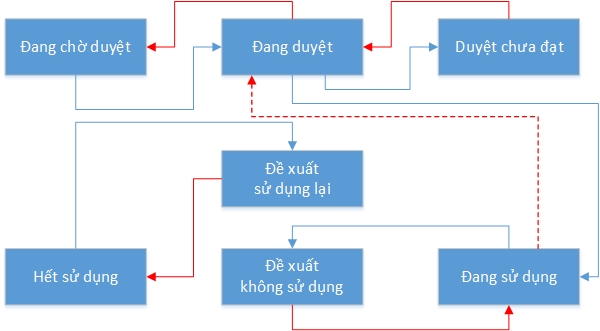 Đang chờ duyệt
Đang duyệt
Duyệt chưa đạt
Đề xuất
sử dụng lại
Hết sử dụng
Đề xuất
không sử dụng
Đang sử dụng